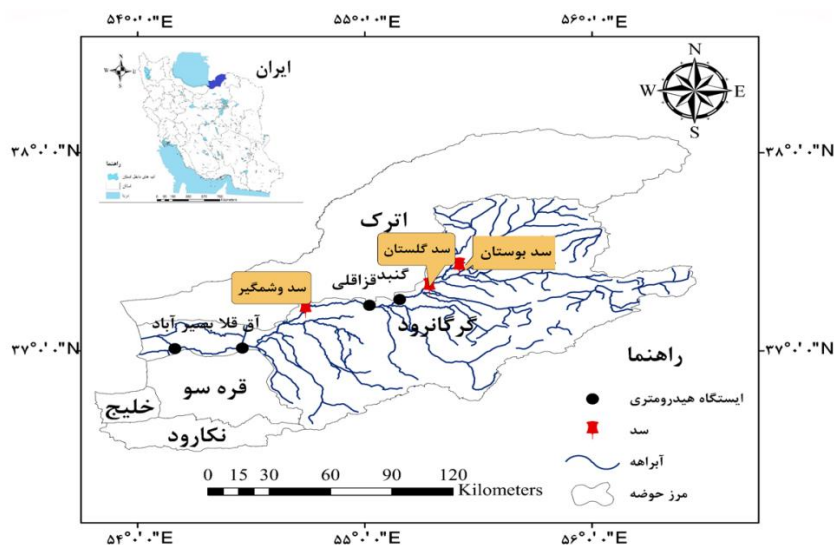 ۵۴°۰'۰"E
۵۵°۰'۰"E
۵۶°۰'۰"E
N
W
E
S
ایران
راهنما
۳۸°۰'۰"N
۳۸°۰'۰"N
اترک
سد گلستان
سد بوستان
گنبد
قزاقلی
سد وشمگیر
گرگانرود
آق قلا
بصیر آباد
۳۷°۰'۰"N
۳۷°۰'۰"N
قره سو
خلیج
نکارود
راهنما
ایستگاه هیدرومتری
سد
آبراهه
مرز حوضه
0 15 30 60 90 120
Kilometers
۵۴°۰'۰"E
۵۵°۰'۰"E
۵۶°۰'۰"E